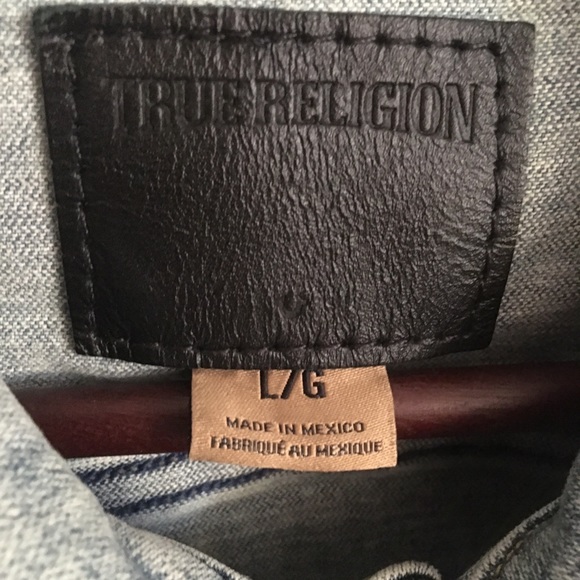 TRUE RELIGION
L/G
MADE IN MEXICO
FABRIQUÉ AU MEXIQUE